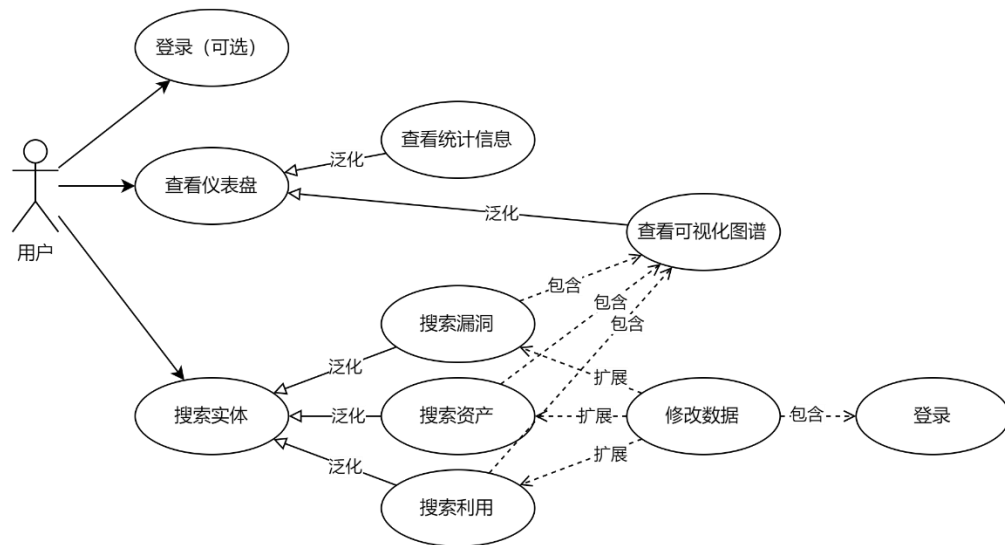 登录（可选）
查看统计信息
泛化
查看仪表盘
泛化
查看可视化图谱
用户
包含
包含
包含
搜索漏洞
泛化
扩展
搜索实体
泛化
搜索资产
扩展
修改数据
包含
登录
扩展
泛化
搜索利用